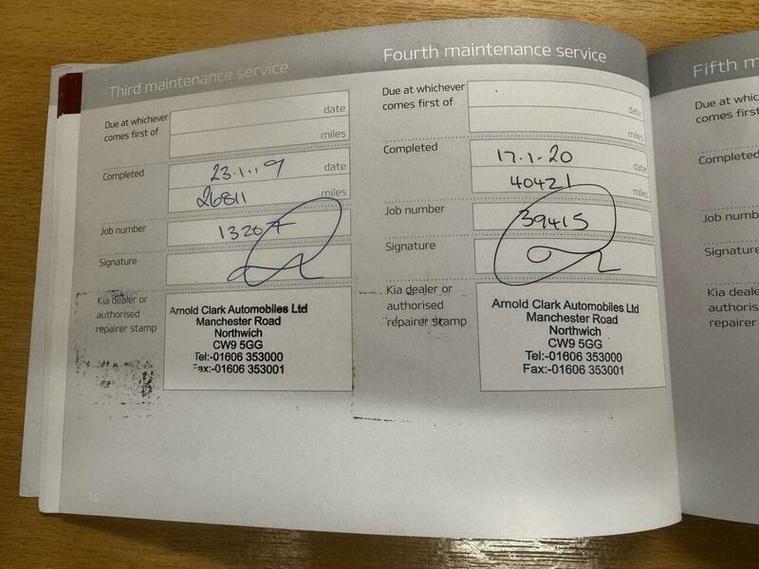 Third maintenance service
Due at whichever
comes first of
date
miles
Completed
23.1.19 date
26811 miles
Job number
Signature
Kia dealer or
authorised
repairer stamp
Arnold Clark Automobiles Ltd
Manchester Road
Northwich
CW9 5GG
Tel:-01606 353000
Fax:-01606 353001
15
Fourth maintenance service
Due at whichever
comes first of
date
miles
Completed
17.1.20 date
40421 miles
Job number
39415
Signature
Kia dealer or
authorised
repairer stamp
Arnold Clark Automobiles Ltd
Manchester Road
Northwich
CW9 5GG
Tel:-01606 353000
Fax:-01606 353001
Fifth m
Due at whic
comes first
Completed
Job numb
Signature
Kia deale
authoris
repairer